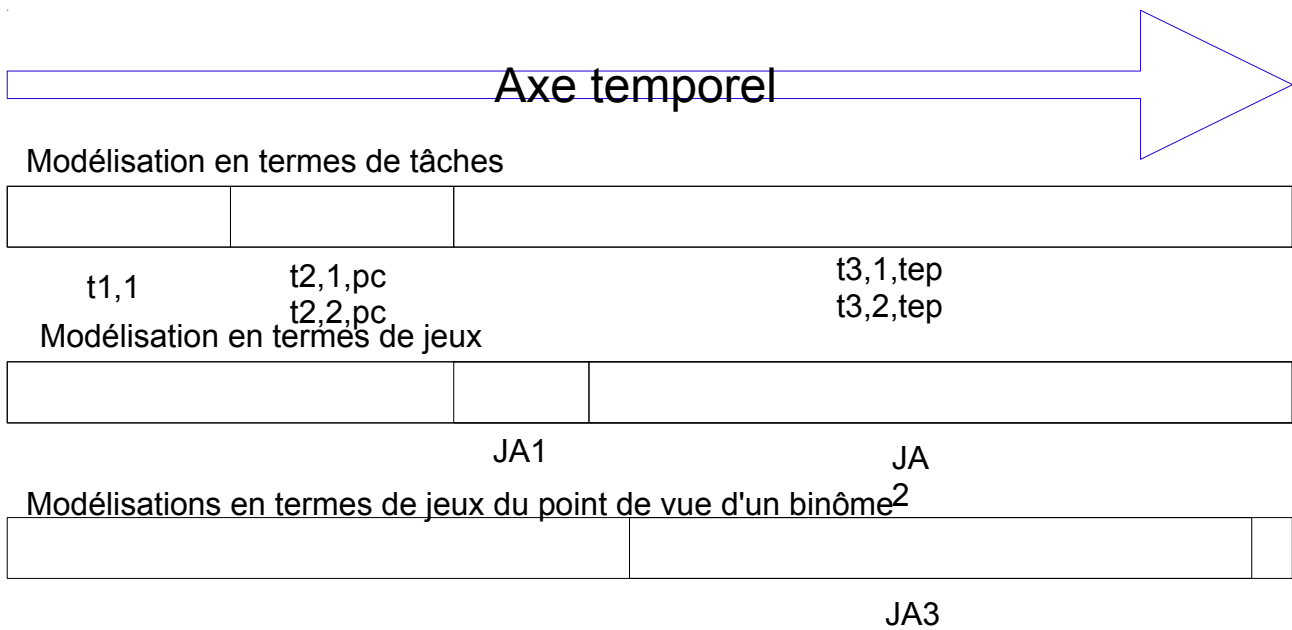 Axe temporel
Modélisation en termes de tâches
t1,1
t2,1,pc
t2,2,pc
t3,1,tep
t3,2,tep
Modélisation en termes de jeux
JA1
JA
2
Modélisations en termes de jeux du point de vue d'un binôme
JA3